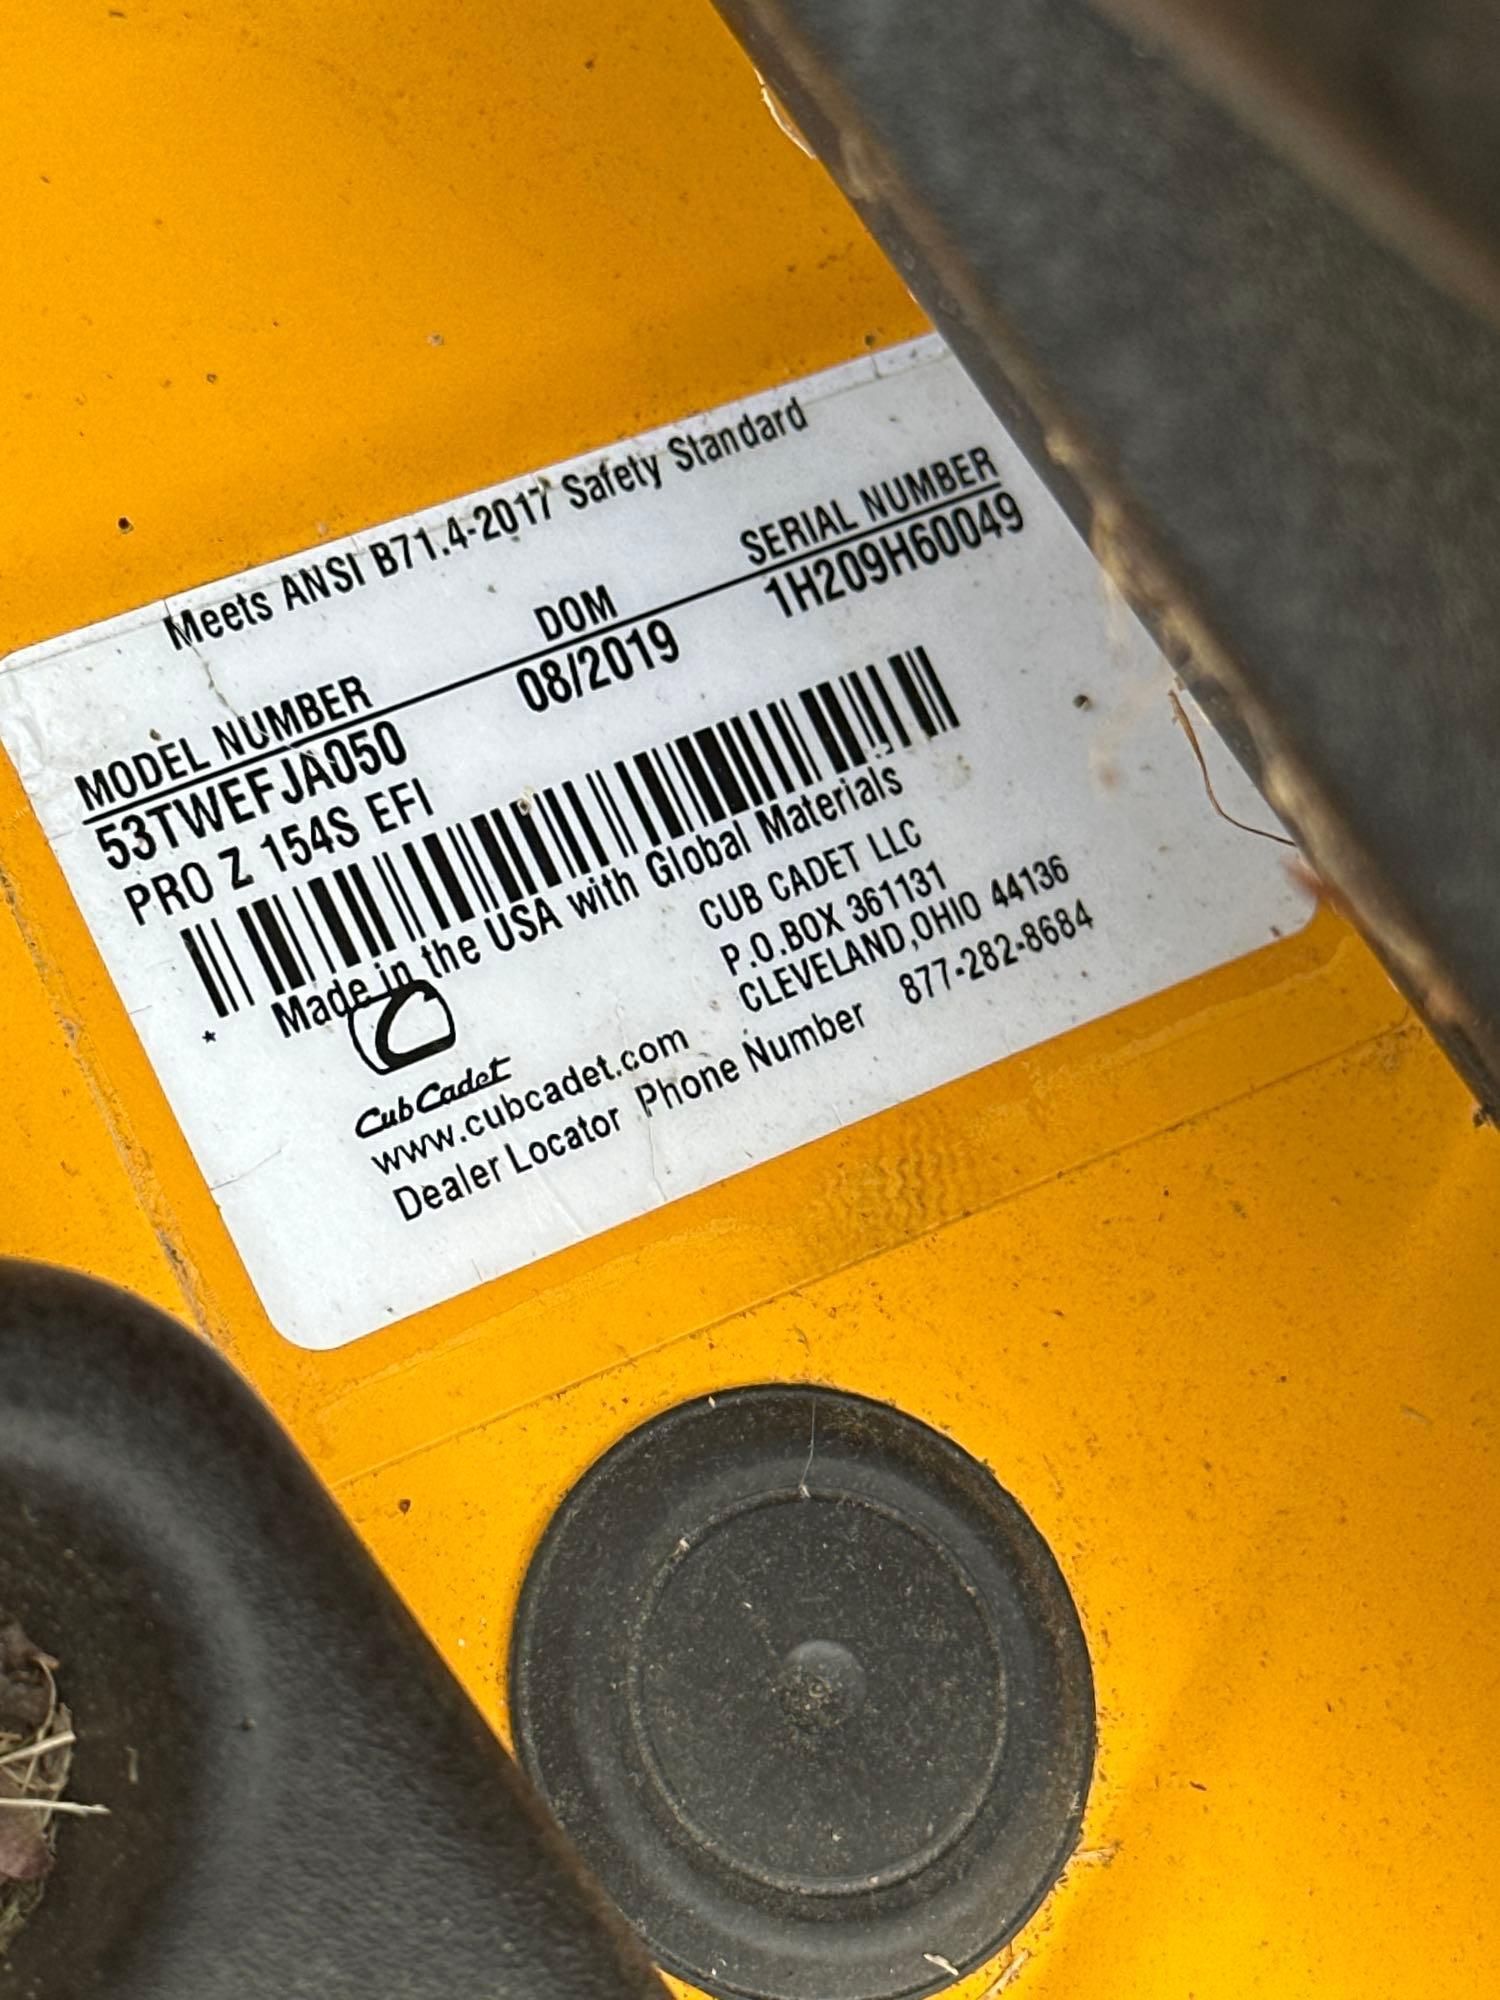 Meets ANSI B71.4-2017 Safety Standard
MODEL NUMBER DOM SERIAL NUMBER
53TWEFJA050 08/2019 1H209H60049
PRO Z 154S EFI
* Made in the USA with Global Materials
Cub Cadet
www.cubcadet.com
CUB CADET LLC
P.O.BOX 361131
CLEVELAND,OHIO 44136
Dealer Locator Phone Number 877-282-8684